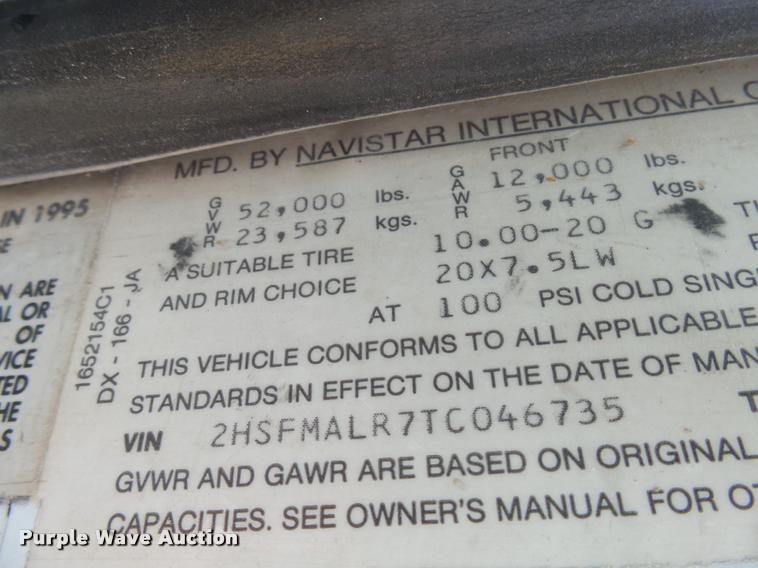 MFD. BY NAVISTAR INTERNATIONAL
FRONT
GVWR 52,000 lbs. GAWR 12,000 lbs.
23,587 kgs. 5,443 kgs.
A SUITABLE TIRE 10.00-20 G
AND RIM CHOICE 20X7.5LW
AT 100 PSI COLD SING
THIS VEHICLE CONFORMS TO ALL APPLICABLE
STANDARDS IN EFFECT ON THE DATE OF MAN
VIN 2HSFMALR7TC046735 T
GVWR AND GAWR ARE BASED ON ORIGINAL
CAPACITIES. SEE OWNER'S MANUAL FOR OT
1652154C1
DX - 166 - JA
IN 1995
N ARE
AL OR
OF
VICE
TED
HE
S
Purple Wave Auction